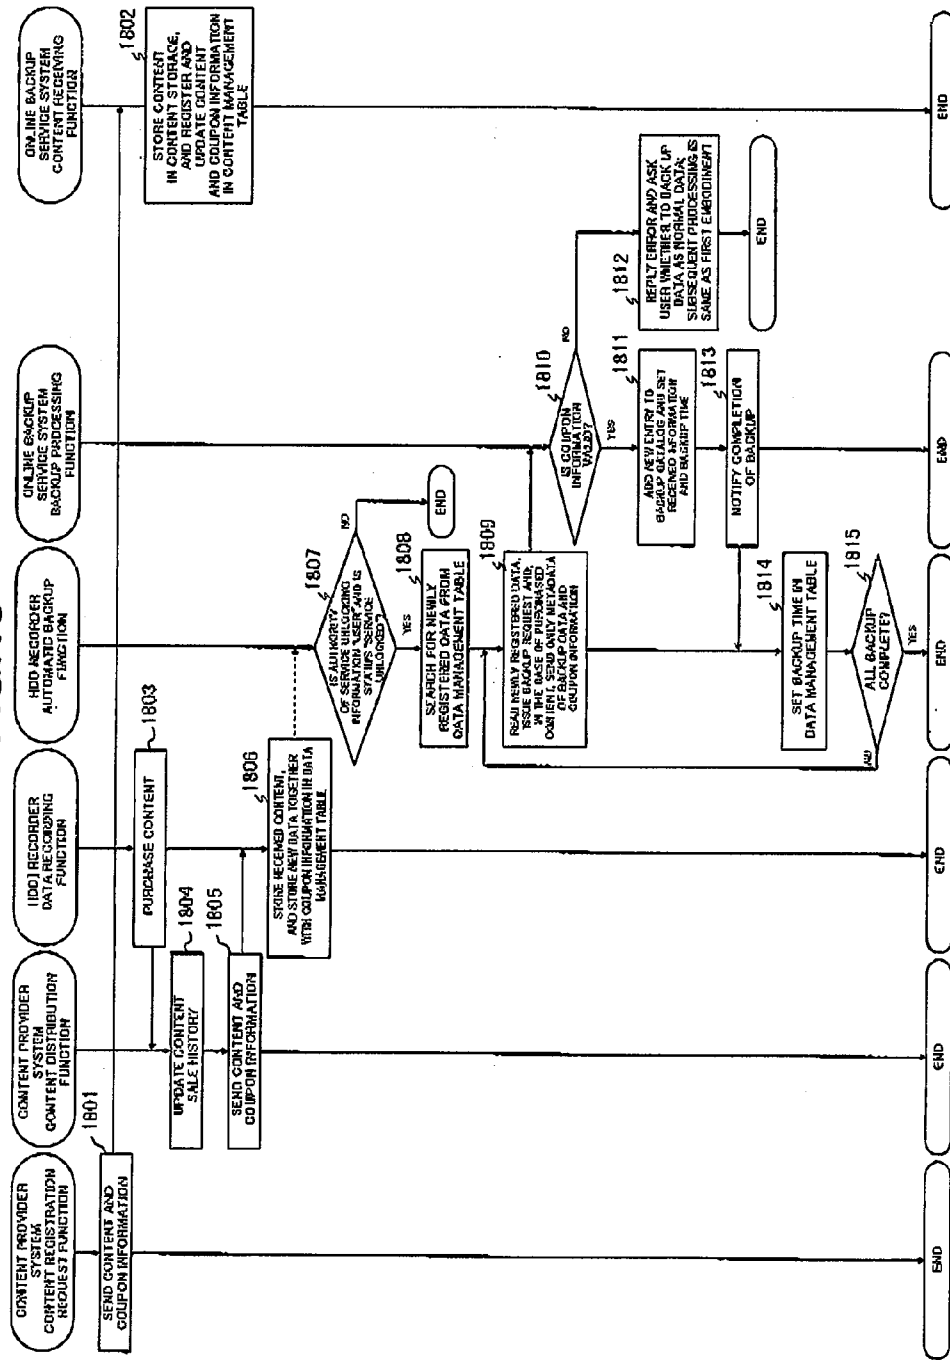 CONTENT PROVIDER
SYSTEM
CONTENT REGISTRATION
REQUEST FUNCTION
CONTENT PROVIDER
SYSTEM
CONTENT DISTRIBUTION
FUNCTION
HDD RECORDER
DATA RECORDING
FUNCTION
HDD RECORDER
AUTOMATIC BACKUP
FUNCTION
ONLINE BACKUP
SERVICE SYSTEM
BACKUP PROCESSING
FUNCTION
ONLINE BACKUP
SERVICE SYSTEM
CONTENT RECEIVING
FUNCTION
1801
SEND CONTENT AND
COUPON INFORMATION
1802
STORE CONTENT
IN CONTENT STORAGE,
AND REGISTER AND
UPDATE CONTENT
AND COUPON INFORMATION
IN CONTENT MANAGEMENT
TABLE
1803
PURCHASE CONTENT
1804
UPDATE CONTENT
SALE HISTORY
1805
SEND CONTENT AND
COUPON INFORMATION
1806
STORE RECEIVED CONTENT,
AND STORE NEW DATA TOGETHER
WITH COUPON INFORMATION IN DATA
MANAGEMENT TABLE
1807
IS AUTHORITY
OF SERVICE UNLOCKING
INFORMATION "USER" AND IS
STATUS "SERVICE
UNLOCKED"?
NO
END
YES
1808
SEARCH FOR NEWLY
REGISTERED DATA FROM
DATA MANAGEMENT TABLE
1809
READ NEWLY REGISTERED DATA,
ISSUE BACKUP REQUEST AND,
IN THE BASE OF PURCHASED
CONTENT, SEND ONLY METADATA
OF BACKUP DATA AND
COUPON INFORMATION
1810
IS COUPON
INFORMATION
VALID?
NO
YES
1811
ADD NEW ENTRY TO
BACKUP CATALOG AND SET
RECEIVED INFORMATION
AND BACKUP TIME
1812
REPLY ERROR AND ASK
USER WHETHER TO BACK UP
DATA AS NORMAL DATA;
SUBSEQUENT PROCESSING IS
SAME AS FIRST EMBODIMENT
END
1813
NOTIFY COMPLETION
OF BACKUP
1814
SET BACKUP TIME IN
DATA MANAGEMENT TABLE
1815
ALL BACKUP
COMPLETE?
NO
YES
END
END
END
END
END
END